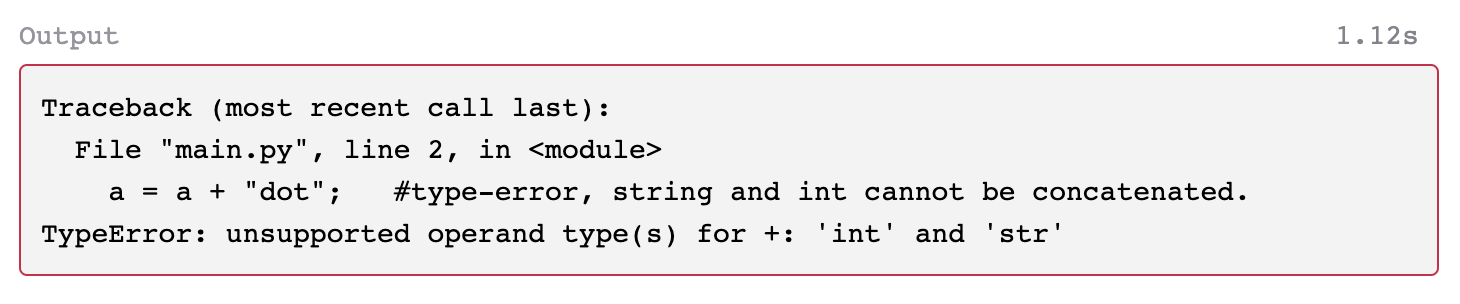 Output 1.12s
Traceback (most recent call last):
  File "main.py", line 2, in <module>
    a = a + "dot";   #type-error, string and int cannot be concatenated.
TypeError: unsupported operand type(s) for +: 'int' and 'str'